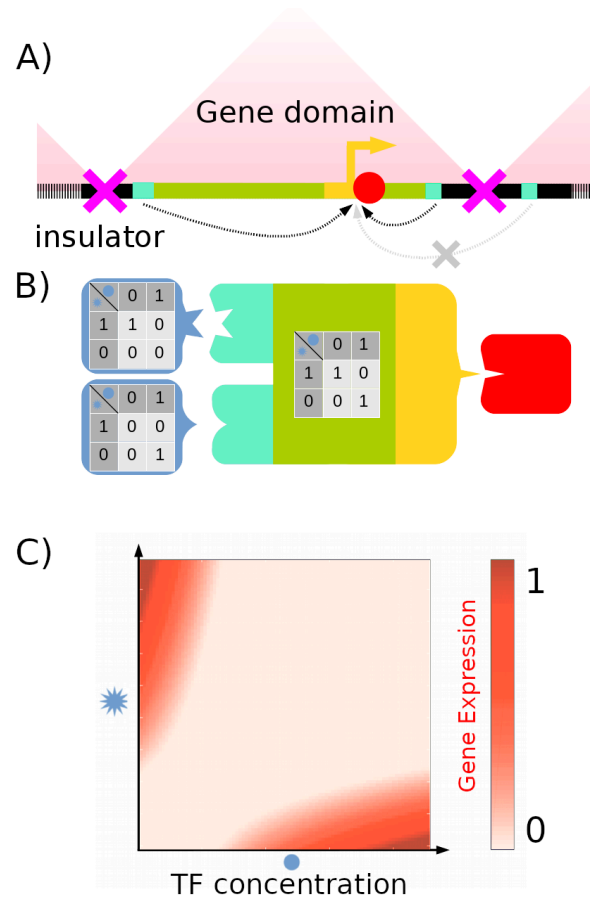 A)
Gene domain
insulator
B)
0 1
1 1 0
0 0 0
0 1
1 1 0
0 0 1
0 1
1 0 0
0 0 1
C)
1
Gene Expression
0
TF concentration